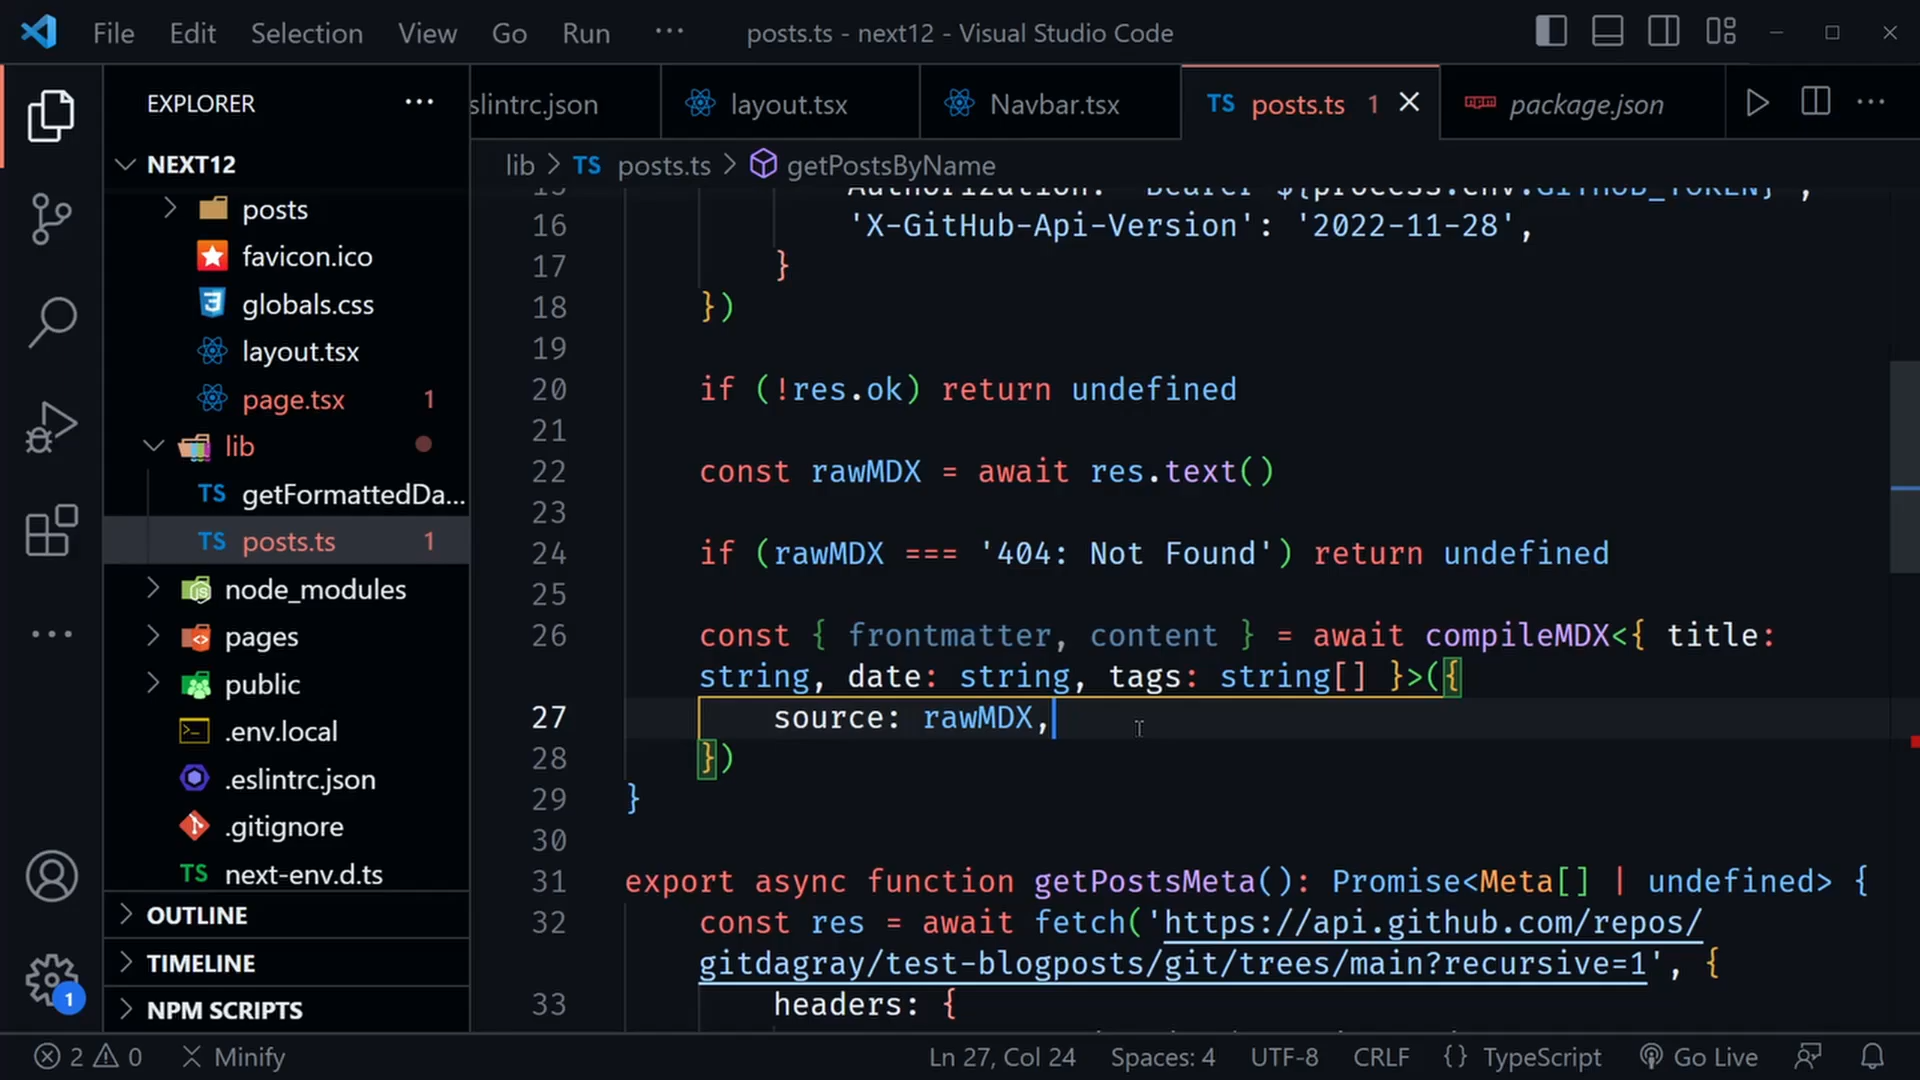 File Edit Selection View Go Run ··· posts.ts - next12 - Visual Studio Code
EXPLORER ···
slintrc.json layout.tsx Navbar.tsx TS posts.ts 1 package.json ···
NEXT12
lib > TS posts.ts > getPostsByName
posts
favicon.ico
globals.css
layout.tsx
page.tsx 1
lib
TS getFormattedDa...
TS posts.ts 1
node_modules
pages
public
.env.local
.eslintrc.json
.gitignore
TS next-env.d.ts
OUTLINE
TIMELINE
NPM SCRIPTS
1
15 Authorization: `Bearer ${process.env.GITHUB_TOKEN}`,
16 'X-GitHub-Api-Version': '2022-11-28',
17 }
18 })
19
20 if (!res.ok) return undefined
21
22 const rawMDX = await res.text()
23
24 if (rawMDX === '404: Not Found') return undefined
25
26 const { frontmatter, content } = await compileMDX<{ title:
string, date: string, tags: string[] }>({
27 source: rawMDX,
28 })
29 }
30
31 export async function getPostsMeta(): Promise<Meta[] | undefined> {
32 const res = await fetch('https://api.github.com/repos/
gitdagray/test-blogposts/git/trees/main?recursive=1', {
33 headers: {
2 0 Minify Ln 27, Col 24 Spaces: 4 UTF-8 CRLF {} TypeScript Go Live